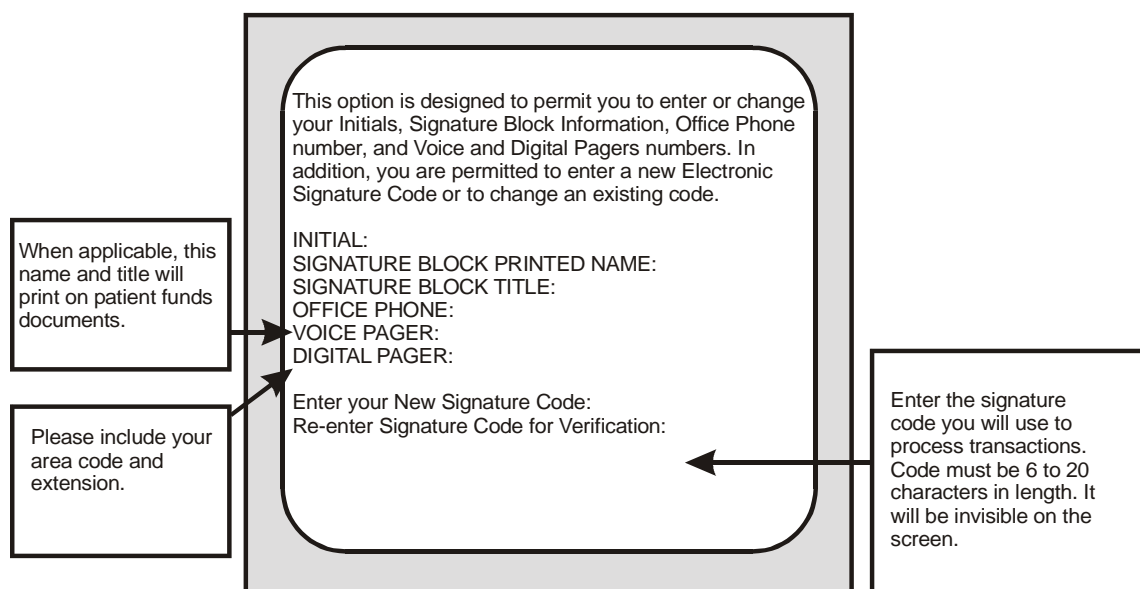 This option is designed to permit you to enter or change
your Initials, Signature Block Information, Office Phone
number, and Voice and Digital Pagers numbers. In
addition, you are permitted to enter a new Electronic
Signature Code or to change an existing code.
INITIAL:
SIGNATURE BLOCK PRINTED NAME:
SIGNATURE BLOCK TITLE:
OFFICE PHONE:
VOICE PAGER:
DIGITAL PAGER:
Enter your New Signature Code:
Re-enter Signature Code for Verification:
When applicable, this
name and title will
print on patient funds
documents.
Please include your
area code and
extension.
Enter the signature
code you will use to
process transactions.
Code must be 6 to 20
characters in length. It
will be invisible on the
screen.